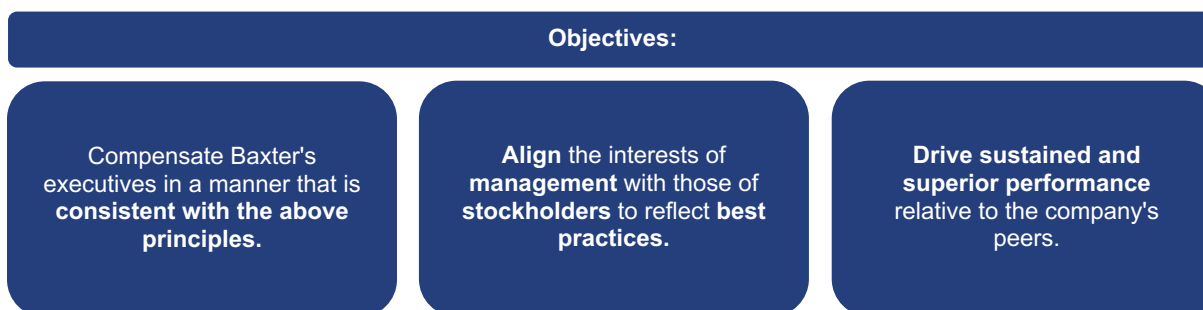 Objectives:
Compensate Baxter's
executives in a manner that is
consistent with the above
principles.
Align the interests of
management with those of
stockholders to reflect best
practices.
Drive sustained and
superior performance
relative to the company's
peers.